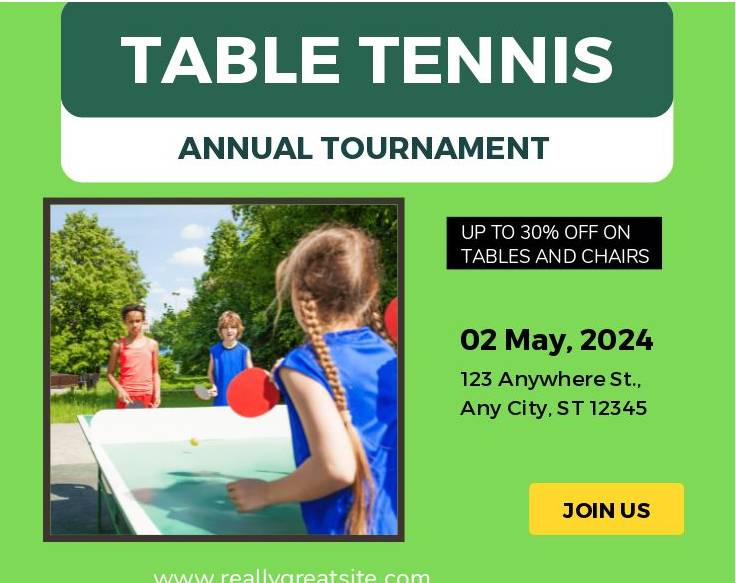 TABLE TENNIS
ANNUAL TOURNAMENT
UP TO 30% OFF ON
TABLES AND CHAIRS
02 May, 2024
123 Anywhere St.,
Any City, ST 12345
JOIN US
www.reallygreatsite.com